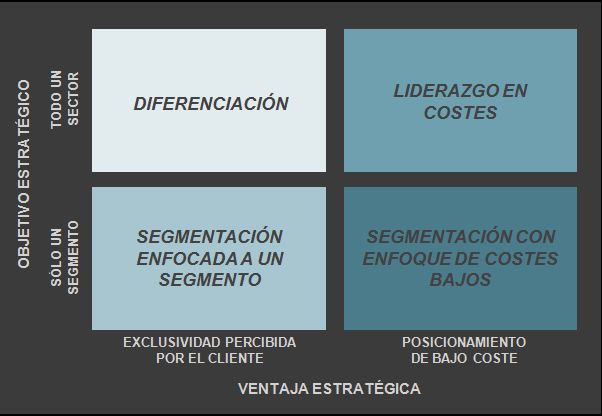 OBJETIVO ESTRATÉGICO
TODO UN
SECTOR
DIFERENCIACIÓN
LIDERAZGO EN
COSTES
SÓLO UN
SEGMENTO
SEGMENTACIÓN
ENFOCADA A UN
SEGMENTO
SEGMENTACIÓN CON
ENFOQUE DE COSTES
BAJOS
EXCLUSIVIDAD PERCIBIDA
POR EL CLIENTE
POSICIONAMIENTO
DE BAJO COSTE
VENTAJA ESTRATÉGICA